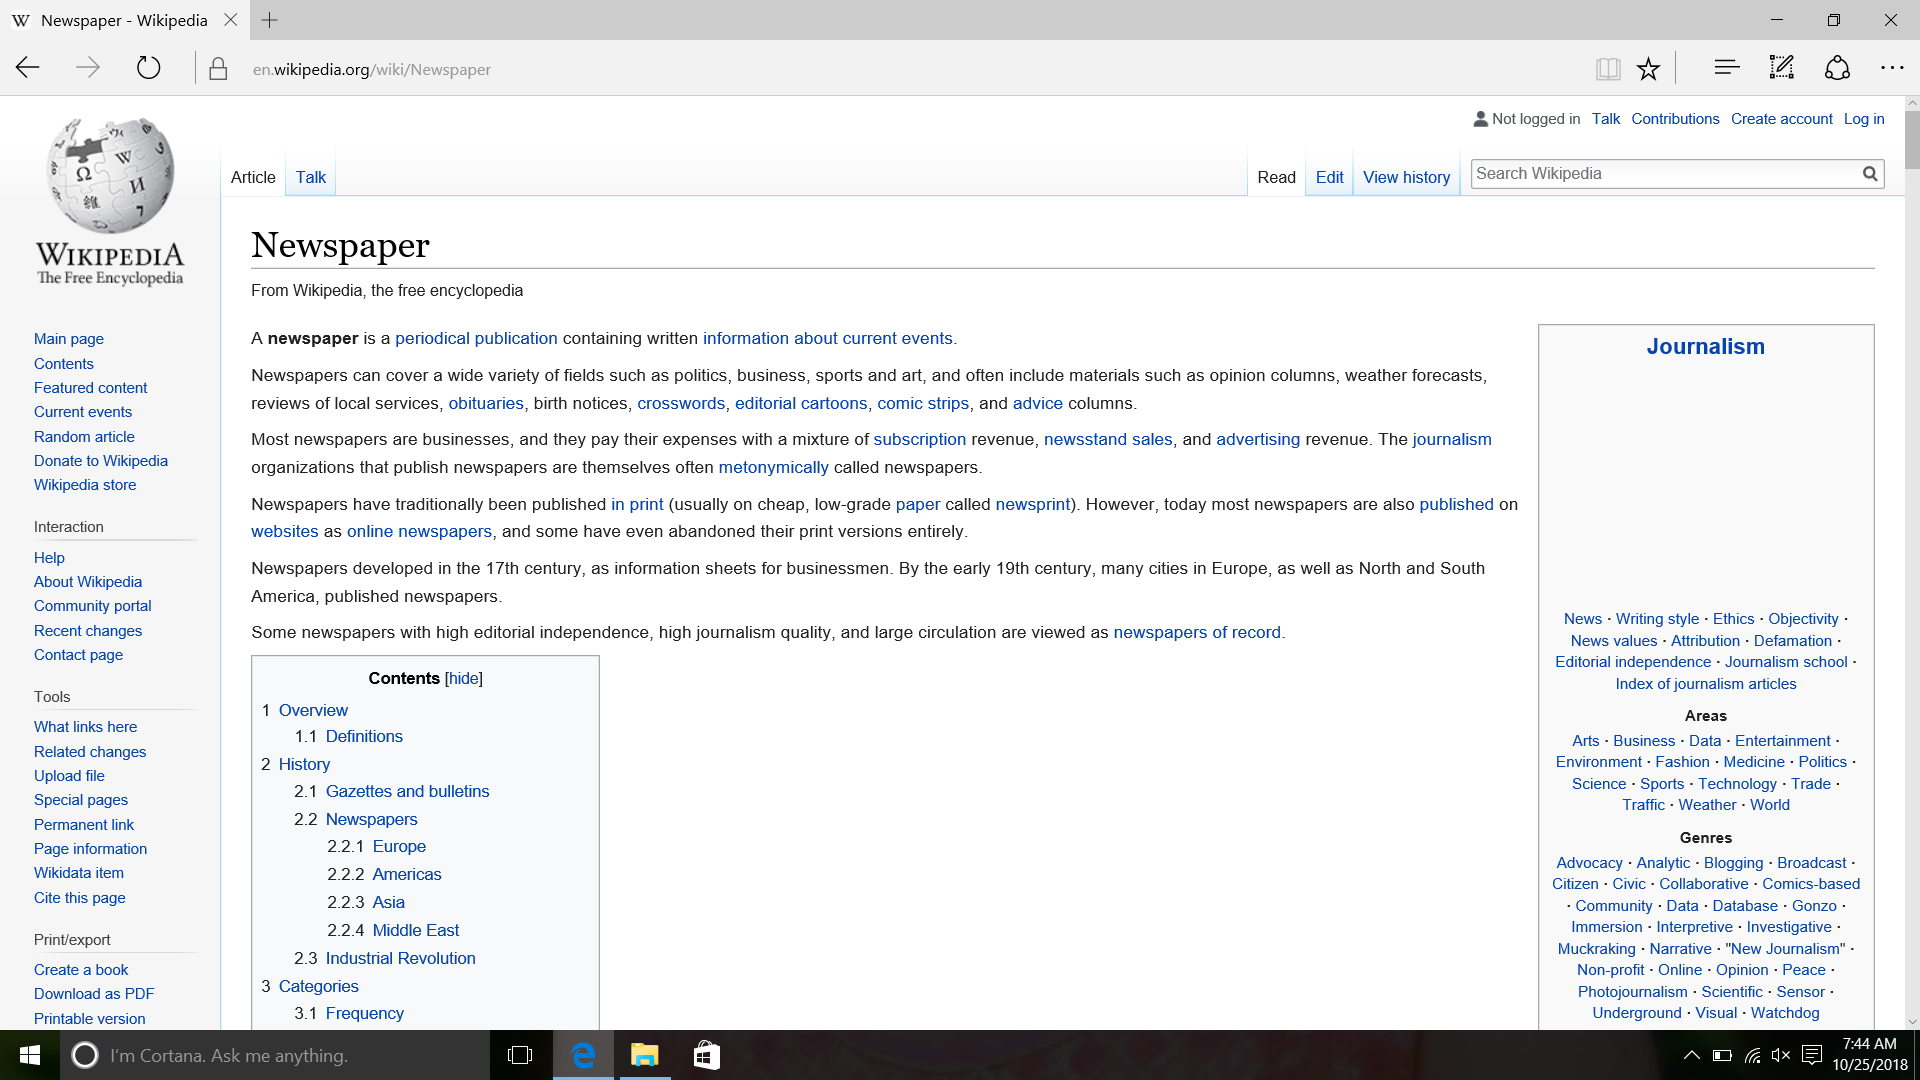 Newspaper - Wikipedia
en.wikipedia.org/wiki/Newspaper
Not logged in Talk Contributions Create account Log in
Article Talk
Read Edit View history
Search Wikipedia
WIKIPEDIA
The Free Encyclopedia
Main page
Contents
Featured content
Current events
Random article
Donate to Wikipedia
Wikipedia store
Interaction
Help
About Wikipedia
Community portal
Recent changes
Contact page
Tools
What links here
Related changes
Upload file
Special pages
Permanent link
Page information
Wikidata item
Cite this page
Print/export
Create a book
Download as PDF
Printable version
Newspaper
From Wikipedia, the free encyclopedia
A newspaper is a periodical publication containing written information about current events.
Newspapers can cover a wide variety of fields such as politics, business, sports and art, and often include materials such as opinion columns, weather forecasts,
reviews of local services, obituaries, birth notices, crosswords, editorial cartoons, comic strips, and advice columns.
Most newspapers are businesses, and they pay their expenses with a mixture of subscription revenue, newsstand sales, and advertising revenue. The journalism
organizations that publish newspapers are themselves often metonymically called newspapers.
Newspapers have traditionally been published in print (usually on cheap, low-grade paper called newsprint). However, today most newspapers are also published on
websites as online newspapers, and some have even abandoned their print versions entirely.
Newspapers developed in the 17th century, as information sheets for businessmen. By the early 19th century, many cities in Europe, as well as North and South
America, published newspapers.
Some newspapers with high editorial independence, high journalism quality, and large circulation are viewed as newspapers of record.
Contents [hide]
1 Overview
1.1 Definitions
2 History
2.1 Gazettes and bulletins
2.2 Newspapers
2.2.1 Europe
2.2.2 Americas
2.2.3 Asia
2.2.4 Middle East
2.3 Industrial Revolution
3 Categories
3.1 Frequency
Journalism
News · Writing style · Ethics · Objectivity ·
News values · Attribution · Defamation ·
Editorial independence · Journalism school ·
Index of journalism articles
Areas
Arts · Business · Data · Entertainment ·
Environment · Fashion · Medicine · Politics ·
Science · Sports · Technology · Trade ·
Traffic · Weather · World
Genres
Advocacy · Analytic · Blogging · Broadcast ·
Citizen · Civic · Collaborative · Comics-based
· Community · Data · Database · Gonzo ·
Immersion · Interpretive · Investigative ·
Muckraking · Narrative · "New Journalism" ·
Non-profit · Online · Opinion · Peace ·
Photojournalism · Scientific · Sensor ·
Underground · Visual · Watchdog
I'm Cortana. Ask me anything.
7:44 AM
10/25/2018